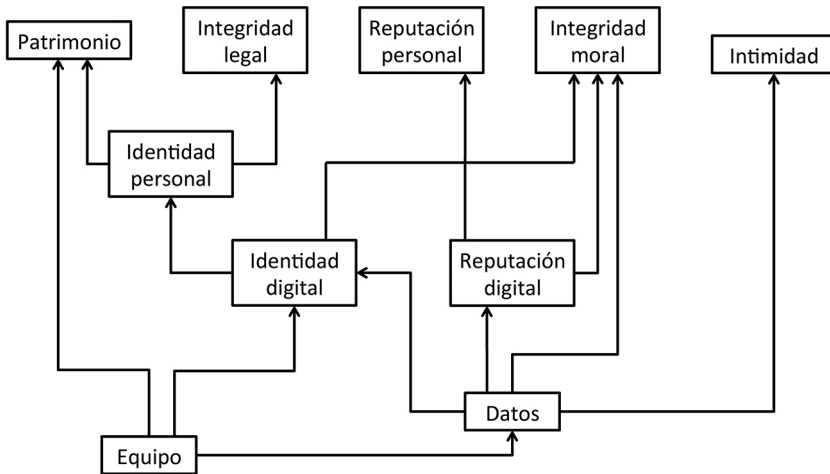 Patrimonio
Integridad
legal
Reputación
personal
Integridad
moral
Intimidad
Identidad
personal
Identidad
digital
Reputación
digital
Datos
Equipo